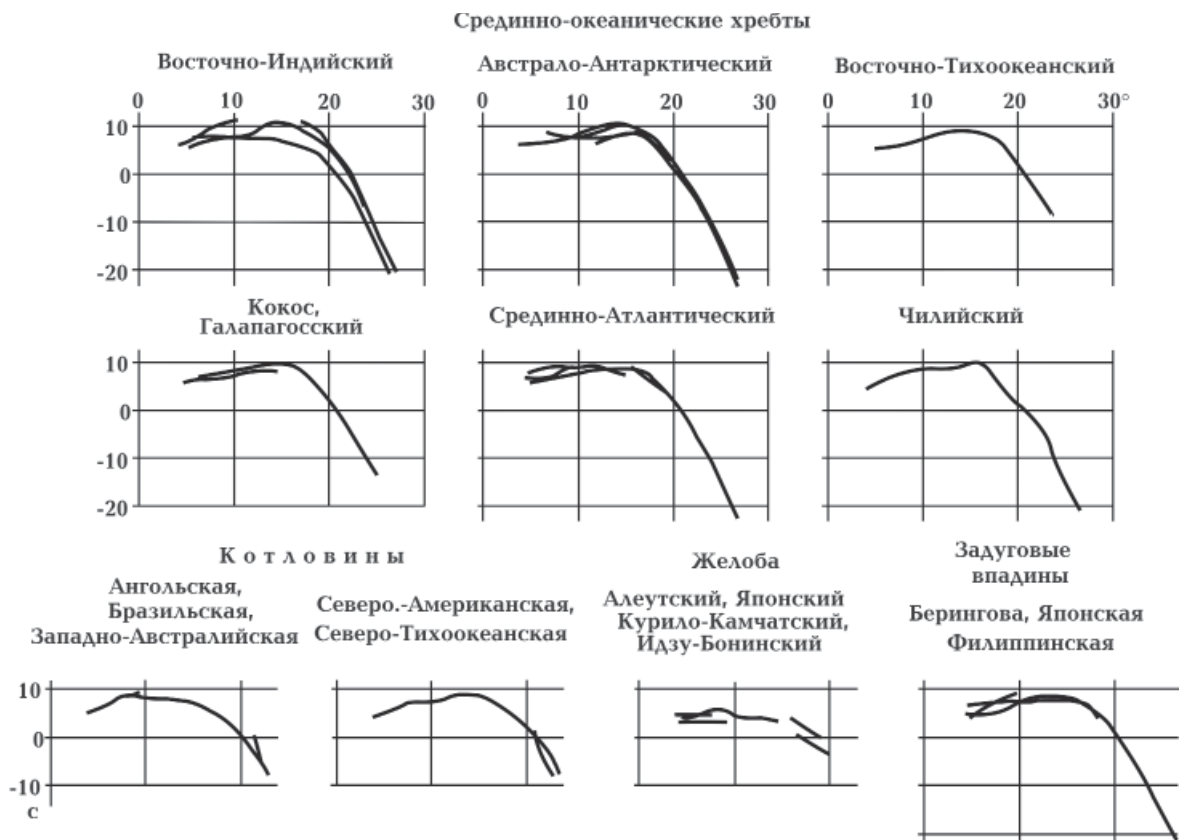 Срединно-океанические хребты
Восточно-Индийский
Австрало-Антарктический
Восточно-Тихоокеанский
0 10 20 30
0 10 20 30
0 10 20 30°
10
0
-10
-20
Кокос,
Галапагосский
Срединно-Атлантический
Чилийский
10
0
-10
-20
Котловины
Желоба
Задуговые
впадины
Ангольская,
Бразильская,
Западно-Австралийская
Северо.-Американская,
Северо-Тихоокеанская
Алеутский, Японский
Курило-Камчатский,
Идзу-Бонинский
Берингова, Японская
Филиппинская
10
0
-10
с